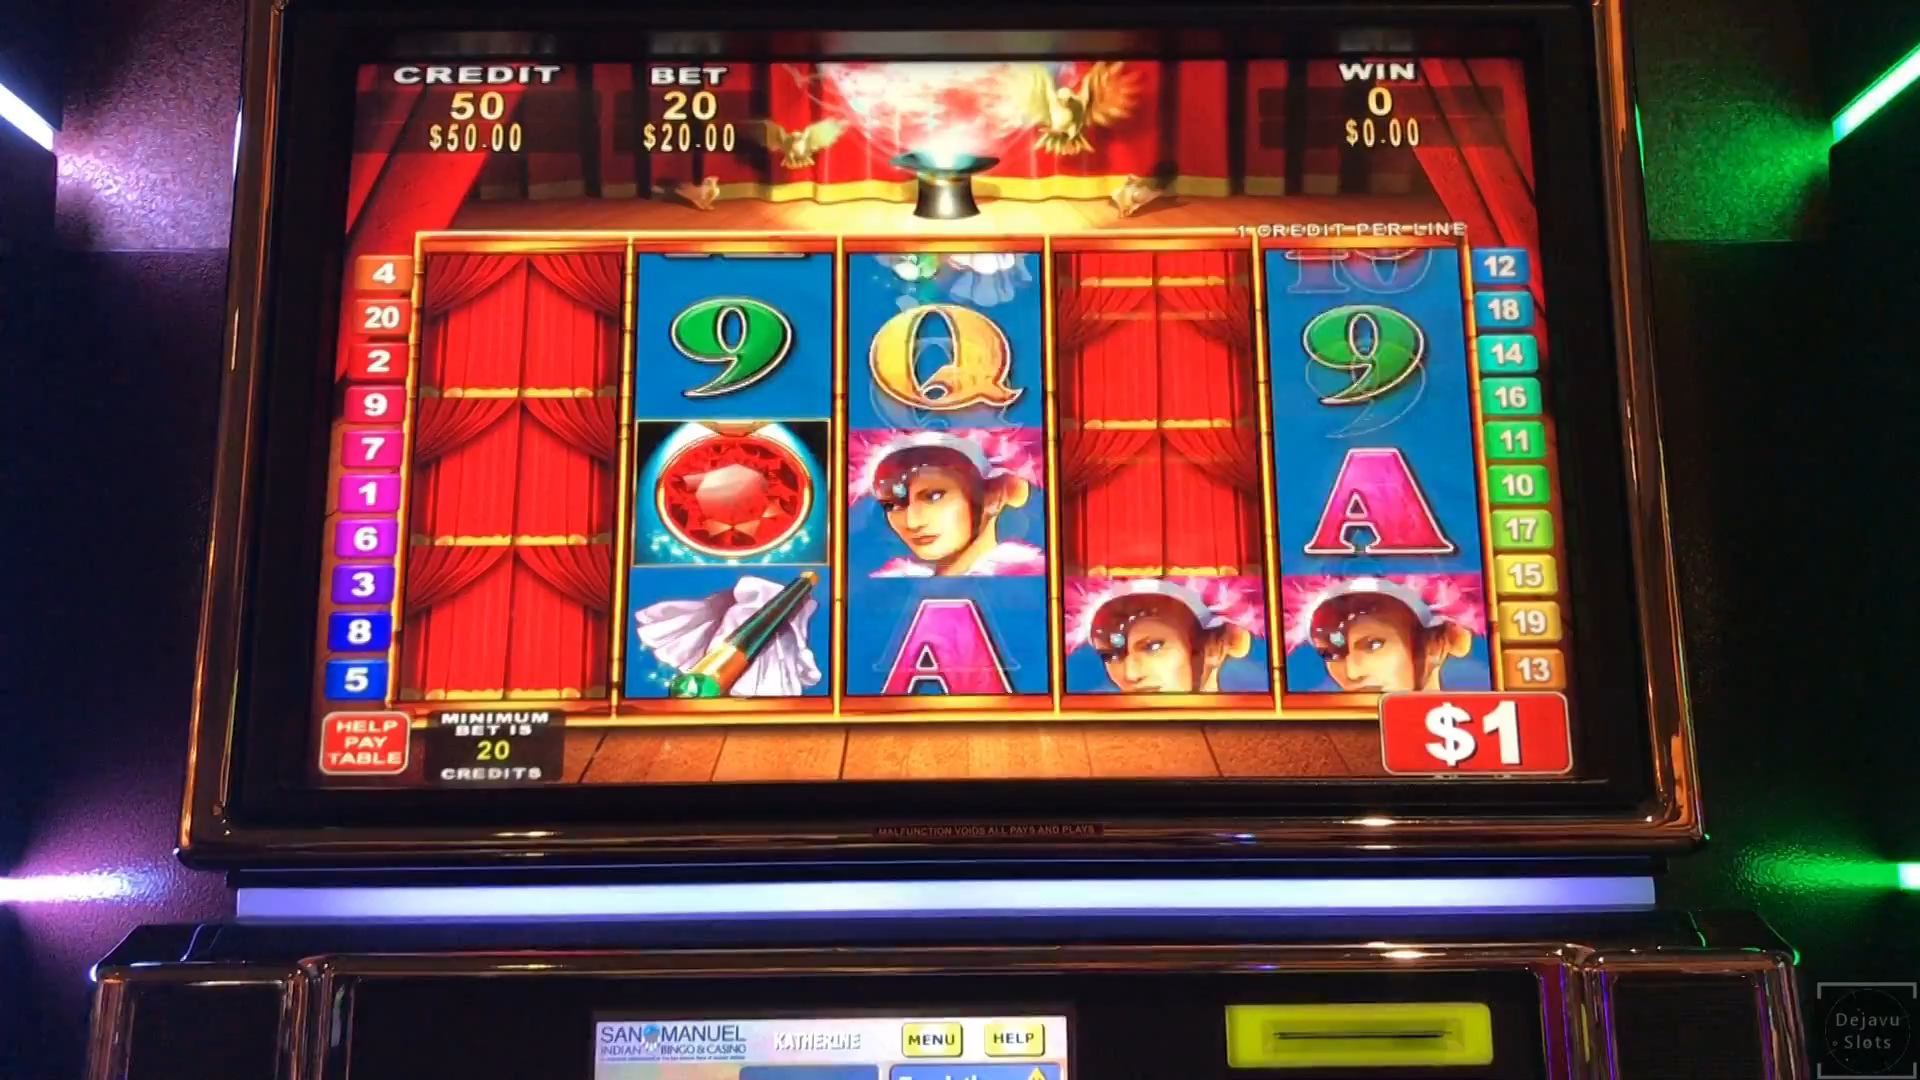 CREDIT
50
$50.00
BET
20
$20.00
WIN
0
$0.00
1 CREDIT PER LINE
4
20
2
9
7
1
6
3
8
5
9
Q
A
10
9
A
12
18
14
16
11
10
17
15
19
13
HELP
PAY
TABLE
MINIMUM
BET IS
20
CREDITS
$1
MALFUNCTION VOIDS ALL PAYS AND PLAYS
SAN MANUEL
INDIAN BINGO & CASINO
KATHERINE
MENU
HELP
Dejavu
Slots